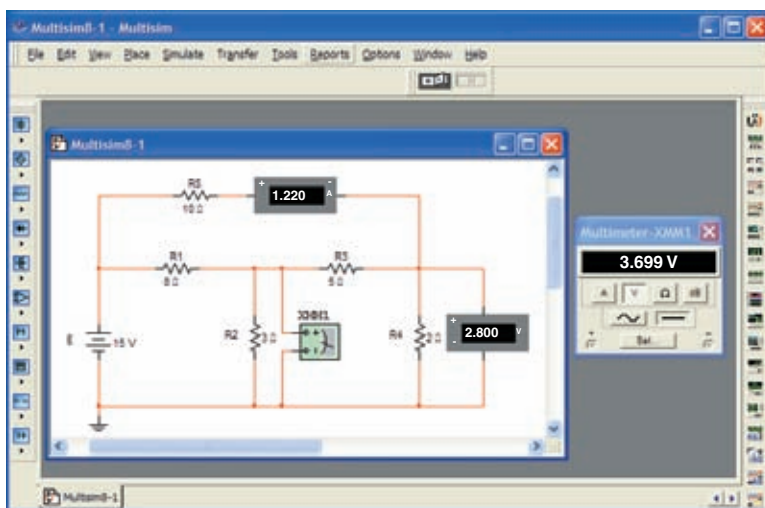 Multisim8-1 - Multisim
File Edit View Place Simulate Transfer Tools Reports Options Window Help
Multisim8-1
R5
10 Ω
+ -
1.220 A
R1
6 Ω
R3
5 Ω
XMM1
R2
3 Ω
R4
2 Ω
+
2.800 V
-
E
15 V
Multimeter-XMM1
3.699 V
A V Ω dB
+ -
Set...
Multisim8-1